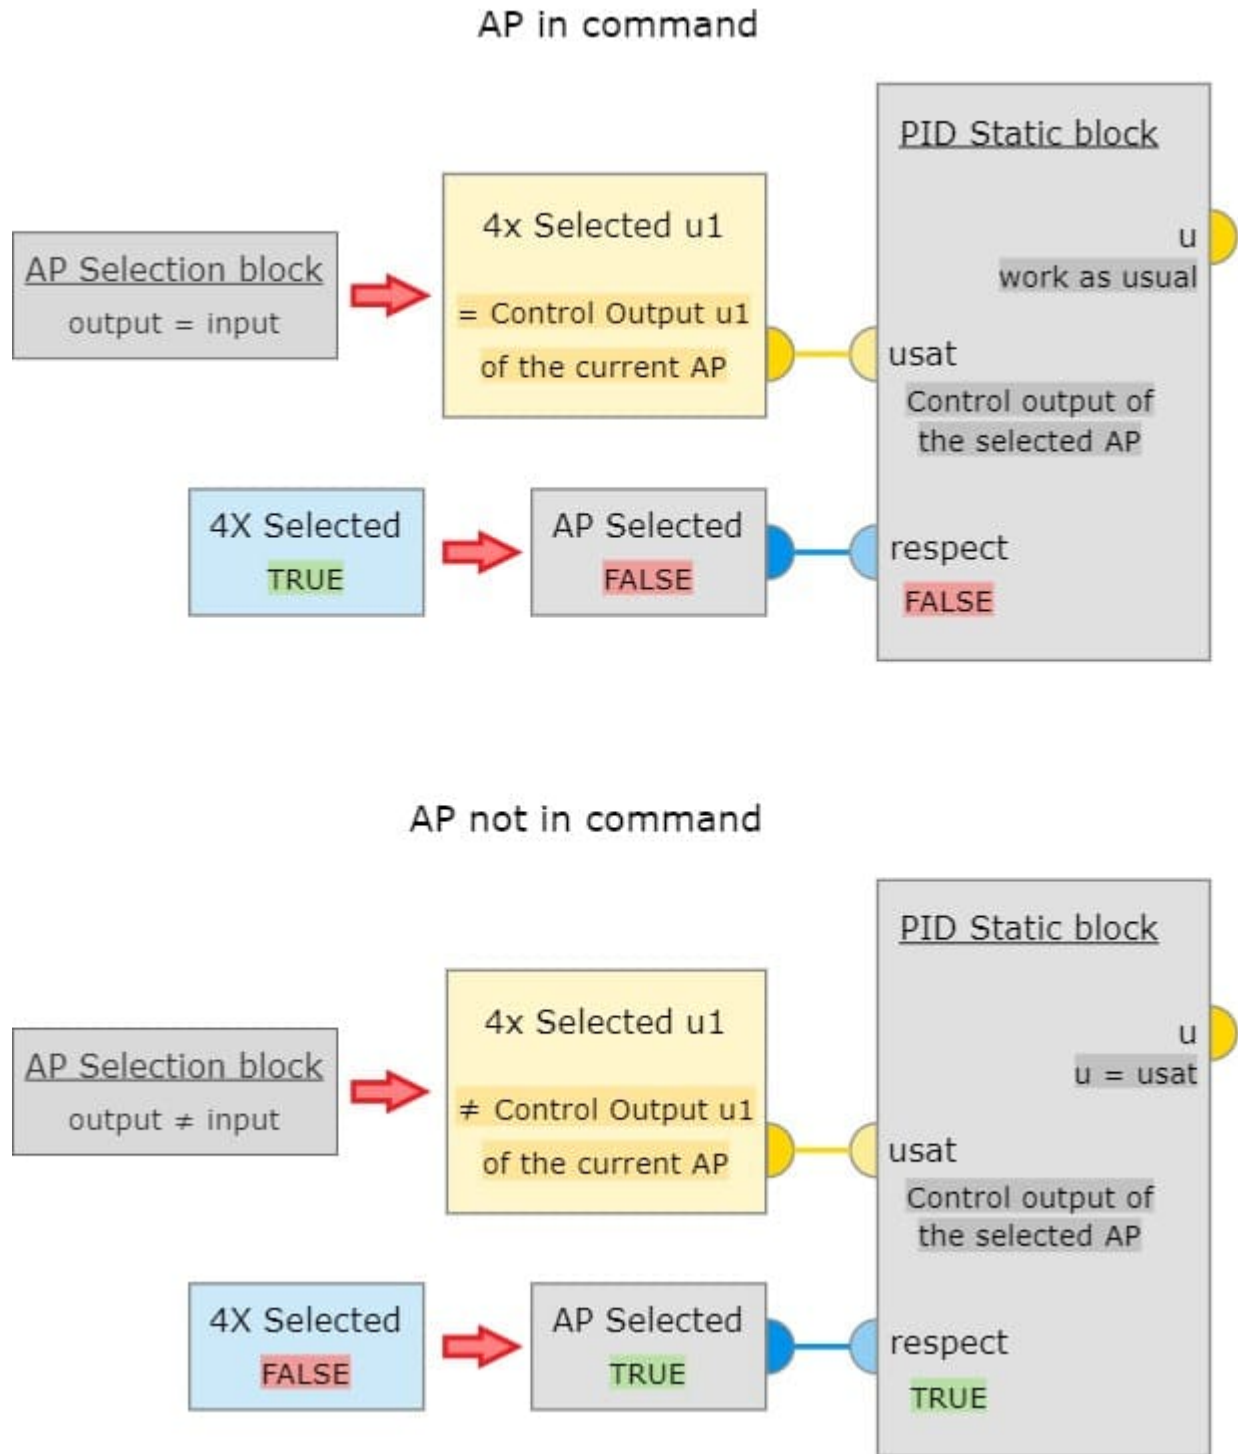 AP in command
PID Static block
4x Selected u1
u
AP Selection block
work as usual
output = input
= Control Output u1
of the current AP
usat
Control output of
the selected AP
4X Selected
AP Selected
respect
TRUE
FALSE
FALSE
AP not in command
PID Static block
4x Selected u1
u
AP Selection block
u = usat
output ≠ input
≠ Control Output u1
of the current AP
usat
Control output of
the selected AP
4X Selected
AP Selected
respect
FALSE
TRUE
TRUE